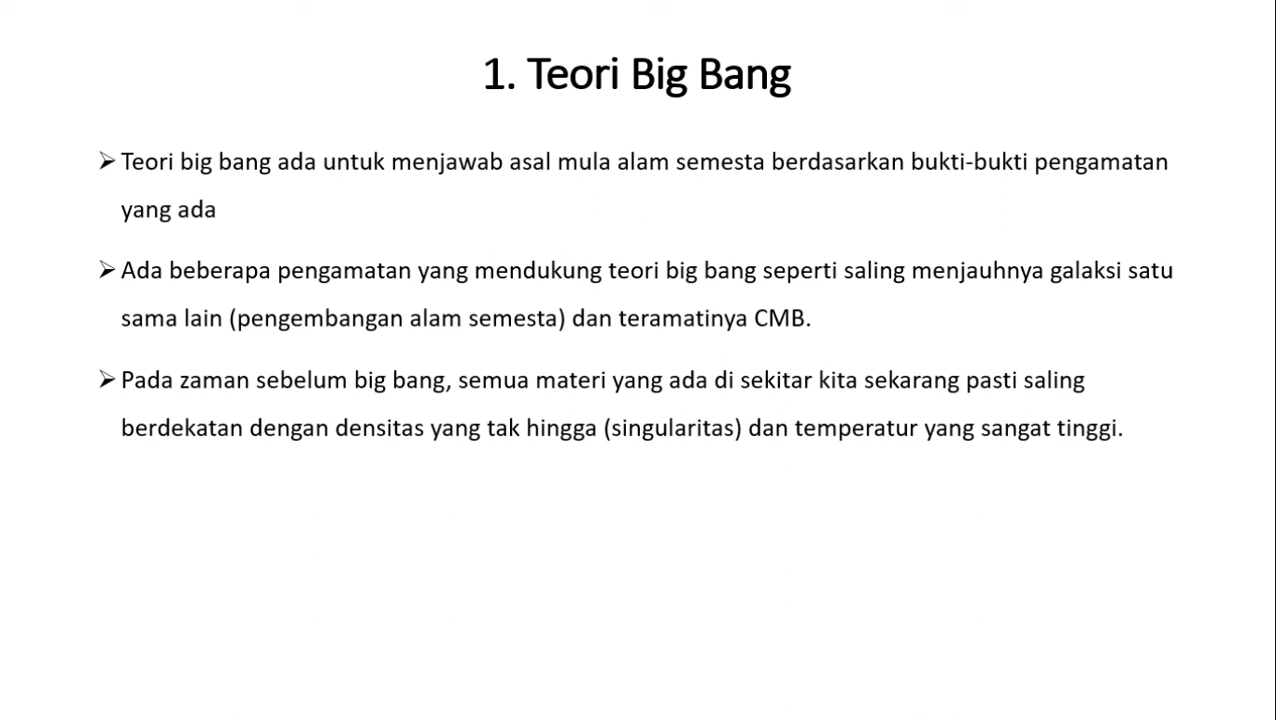 1. Teori Big Bang
➢Teori big bang ada untuk menjawab asal mula alam semesta berdasarkan bukti-bukti pengamatan
yang ada
➢Ada beberapa pengamatan yang mendukung teori big bang seperti saling menjauhnya galaksi satu
sama lain (pengembangan alam semesta) dan teramatinya CMB.
➢Pada zaman sebelum big bang, semua materi yang ada di sekitar kita sekarang pasti saling
berdekatan dengan densitas yang tak hingga (singularitas) dan temperatur yang sangat tinggi.